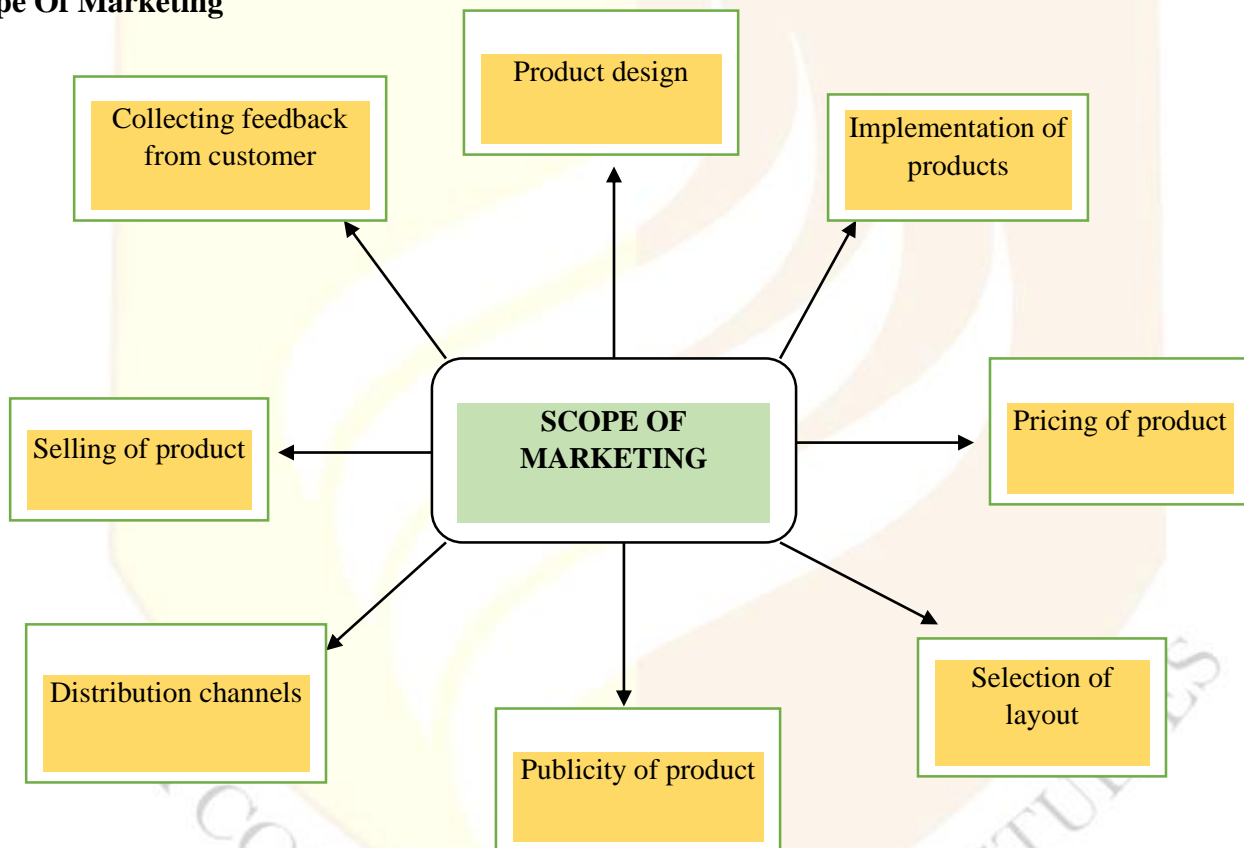 pe Of Marketing
Product design
Collecting feedback
from customer
Implementation of
products
SCOPE OF
MARKETING
Pricing of product
Selling of product
Selection of
layout
Distribution channels
Publicity of product